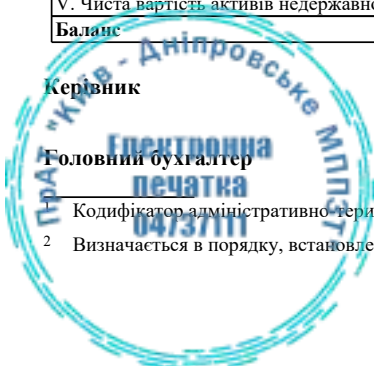 V. Чиста вартість активів недержавн
Баланс
Керівник
Головний бухгалтер
1 Кодифікатор адміністративно-тери
2 Визначається в порядку, встановле
ПрАТ "Київ - Дніпровське МППЗТ"
Електронна
печатка
04737111